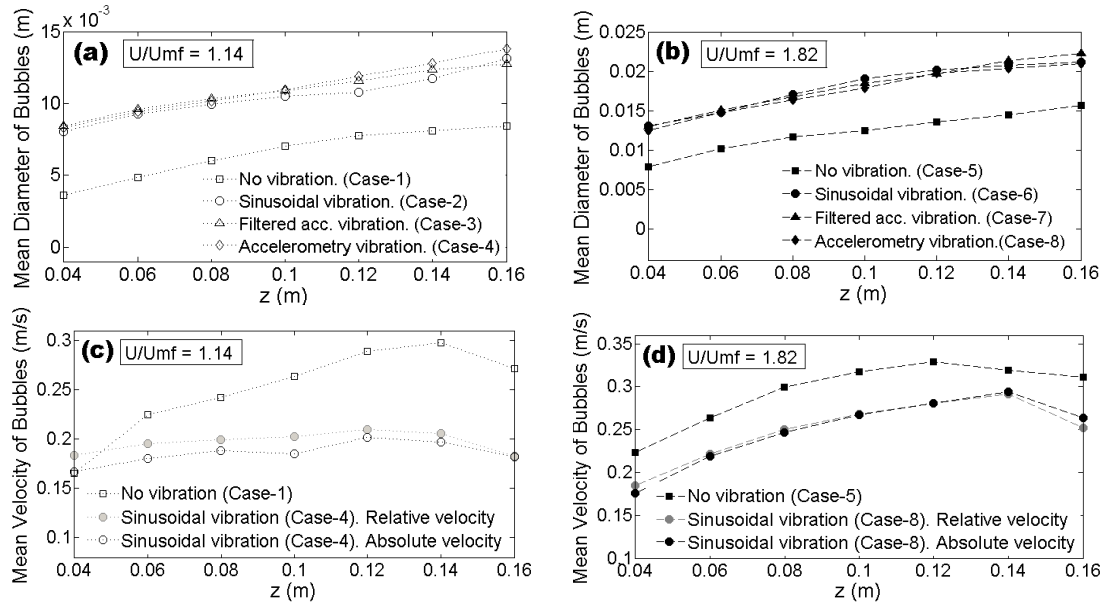 15 x 10⁻³
(a)
U/Umf = 1.14
Mean Diameter of Bubbles (m)
10
5
0
No vibration. (Case-1)
Sinusoidal vibration. (Case-2)
Filtered acc. vibration. (Case-3)
Accelerometry vibration. (Case-4)
0.04 0.06 0.08 0.1 0.12 0.14 0.16
z (m)
0.025
(b)
U/Umf = 1.82
Mean Diameter of Bubbles (m)
0.02
0.015
0.01
0.005
0
No vibration. (Case-5)
Sinusoidal vibration. (Case-6)
Filtered acc. vibration. (Case-7)
Accelerometry vibration.(Case-8)
0.04 0.06 0.08 0.1 0.12 0.14 0.16
z (m)
0.3
(c)
U/Umf = 1.14
Mean Velocity of Bubbles (m/s)
0.25
0.2
0.15
0.1
No vibration (Case-1)
Sinusoidal vibration (Case-4). Relative velocity
Sinusoidal vibration (Case-4). Absolute velocity
0.04 0.06 0.08 0.1 0.12 0.14 0.16
z (m)
0.4
(d)
U/Umf = 1.82
Mean Velocity of Bubbles (m/s)
0.35
0.3
0.25
0.2
0.15
0.1
No vibration (Case-5)
Sinusoidal vibration (Case-8). Relative velocity
Sinusoidal vibration (Case-8). Absolute velocity
0.04 0.06 0.08 0.1 0.12 0.14 0.16
z (m)